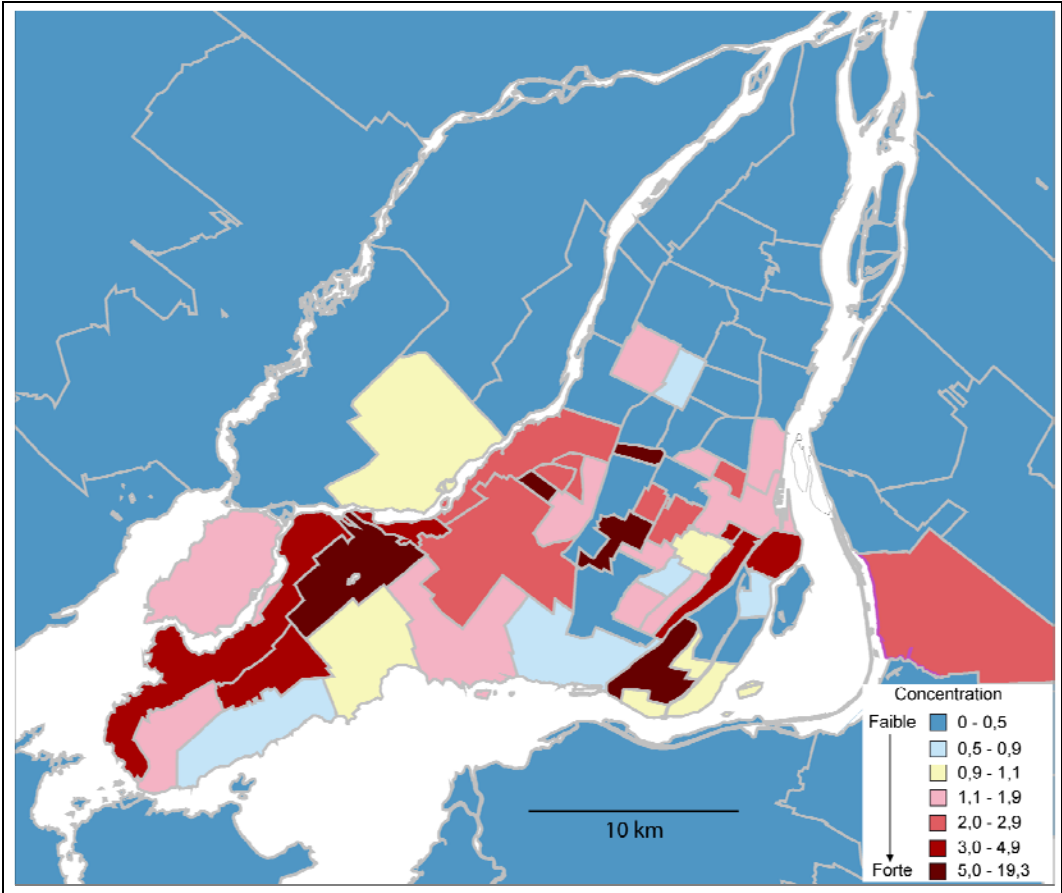 10 km
Concentration
Faible
0 - 0,5
0,5 - 0,9
0,9 - 1,1
1,1 - 1,9
2,0 - 2,9
3,0 - 4,9
Forte
5,0 - 19,3